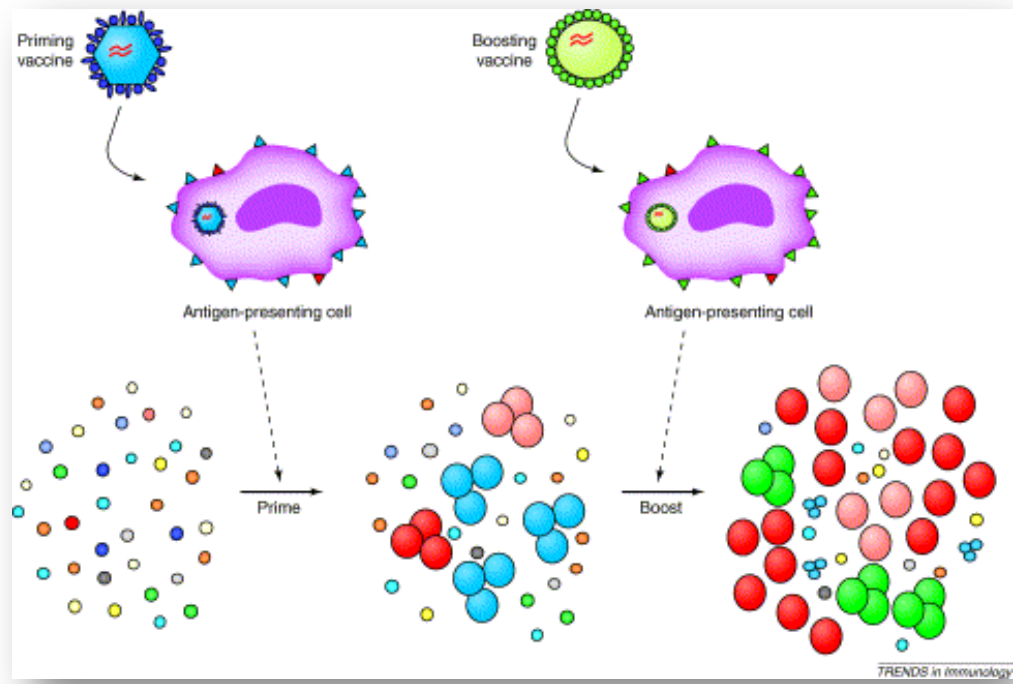 Priming
vaccine
Boosting
vaccine
Antigen-presenting cell
Antigen-presenting cell
Prime
Boost
TRENDS in Immunology